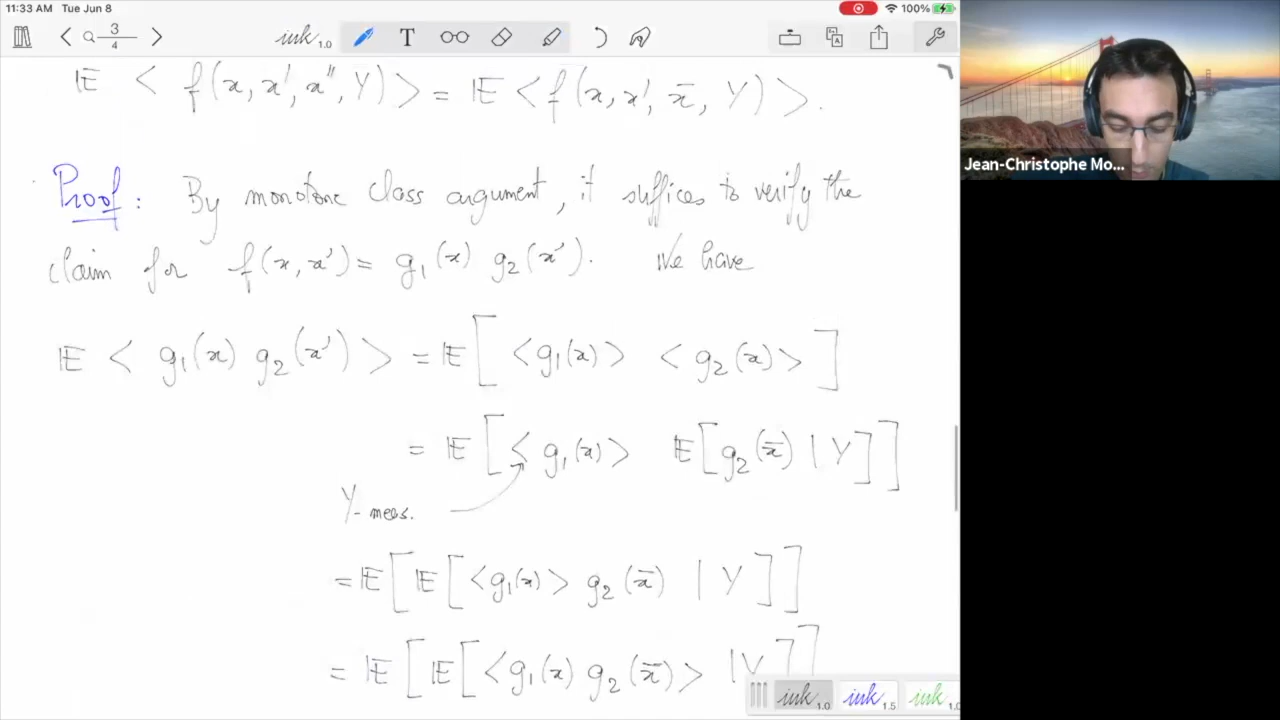 11:33 AM Tue Jun 8
100%
3
4
ink 1.0
T
𝔼 < f(x, x', x'', Y) > = 𝔼 < f(x, x', x̄, Y) > .
Jean-Christophe Mo...
Proof : By monotone class argument, it suffices to verify the
claim for f(x, x') = g₁(x) g₂(x'). We have
𝔼 < g₁(x) g₂(x') > = 𝔼 [ <g₁(x)> < g₂(x) > ]
= 𝔼 [ < g₁(x) > 𝔼[ g₂(x̄) | Y ] ]
Y-meas.
= 𝔼 [ 𝔼 [ <g₁(x)> g₂(x̄) | Y ] ]
= 𝔼 [ 𝔼 [ <g₁(x) g₂(x̄) > | Y ] ]
ink 1.0 ink 1.5 ink 1.0